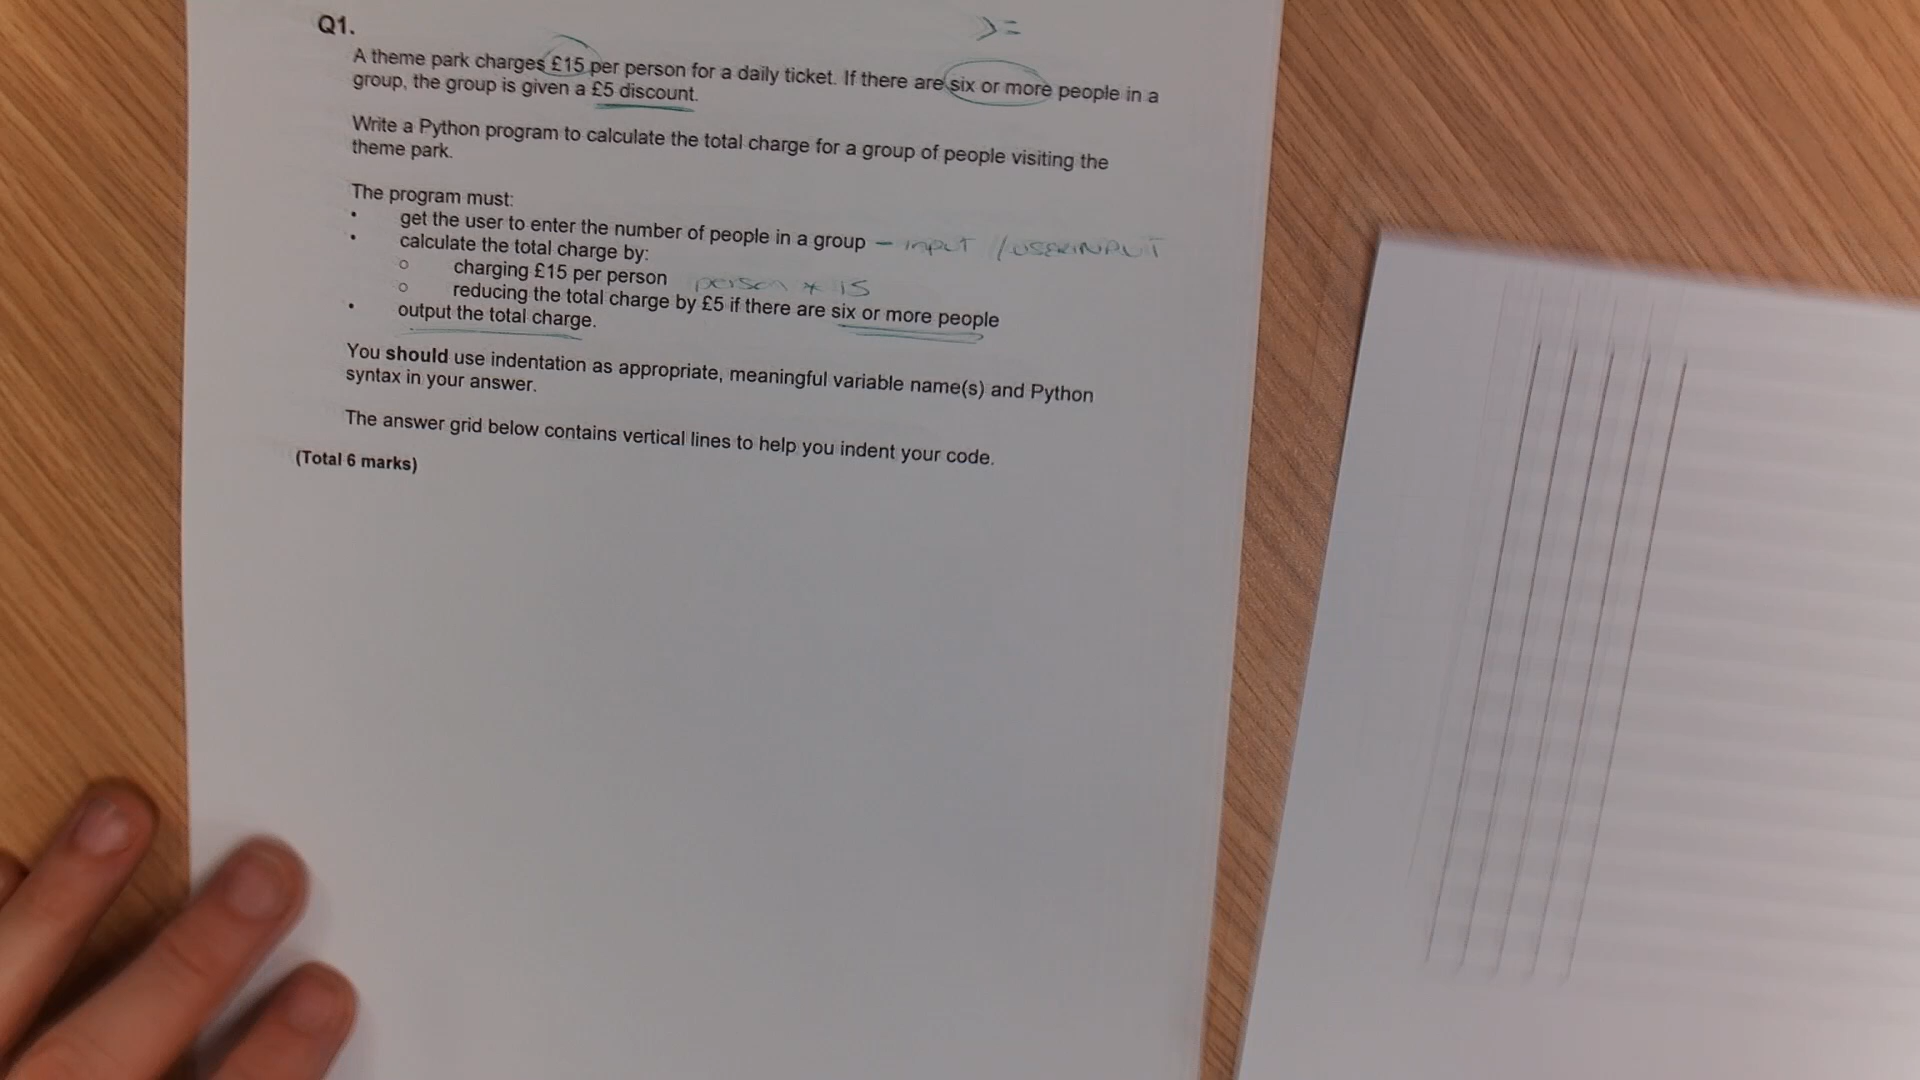 >=
Q1.
A theme park charges £15 per person for a daily ticket. If there are six or more people in a
group, the group is given a £5 discount.
Write a Python program to calculate the total charge for a group of people visiting the
theme park.
The program must:
• get the user to enter the number of people in a group - input / USERINPUT
• calculate the total charge by:
○ charging £15 per person person * 15
○ reducing the total charge by £5 if there are six or more people
• output the total charge.
You should use indentation as appropriate, meaningful variable name(s) and Python
syntax in your answer.
The answer grid below contains vertical lines to help you indent your code.
(Total 6 marks)